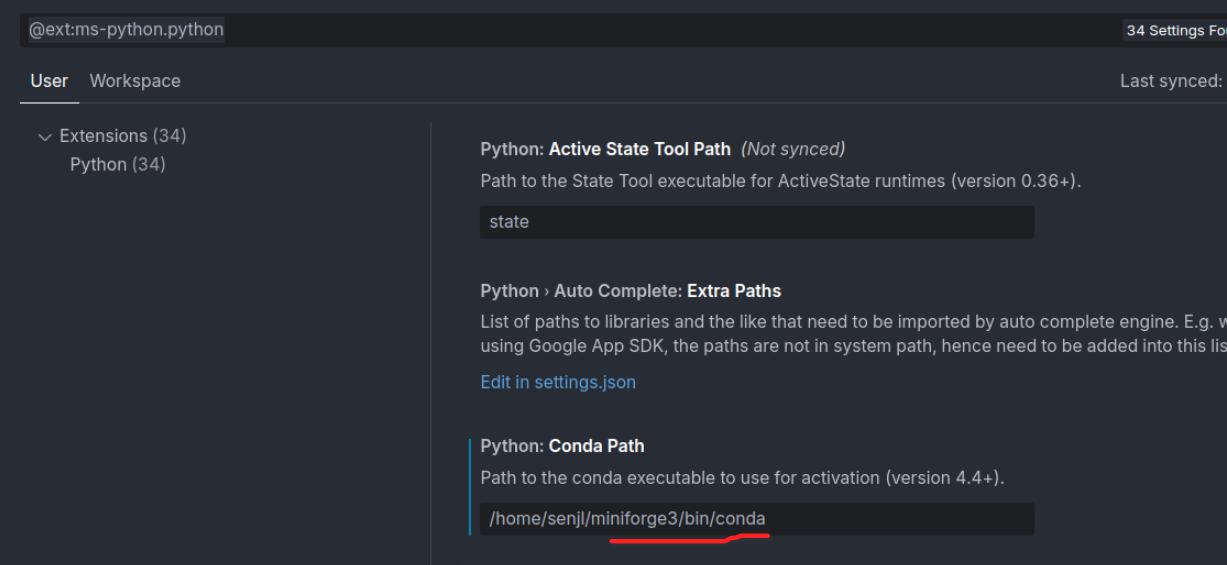 @ext:ms-python.python
34 Settings Fou
User Workspace
Last synced:
Extensions (34)
Python (34)
Python: Active State Tool Path (Not synced)
Path to the State Tool executable for ActiveState runtimes (version 0.36+).
state
Python › Auto Complete: Extra Paths
List of paths to libraries and the like that need to be imported by auto complete engine. E.g. w
using Google App SDK, the paths are not in system path, hence need to be added into this lis
Edit in settings.json
Python: Conda Path
Path to the conda executable to use for activation (version 4.4+).
/home/senjl/miniforge3/bin/conda